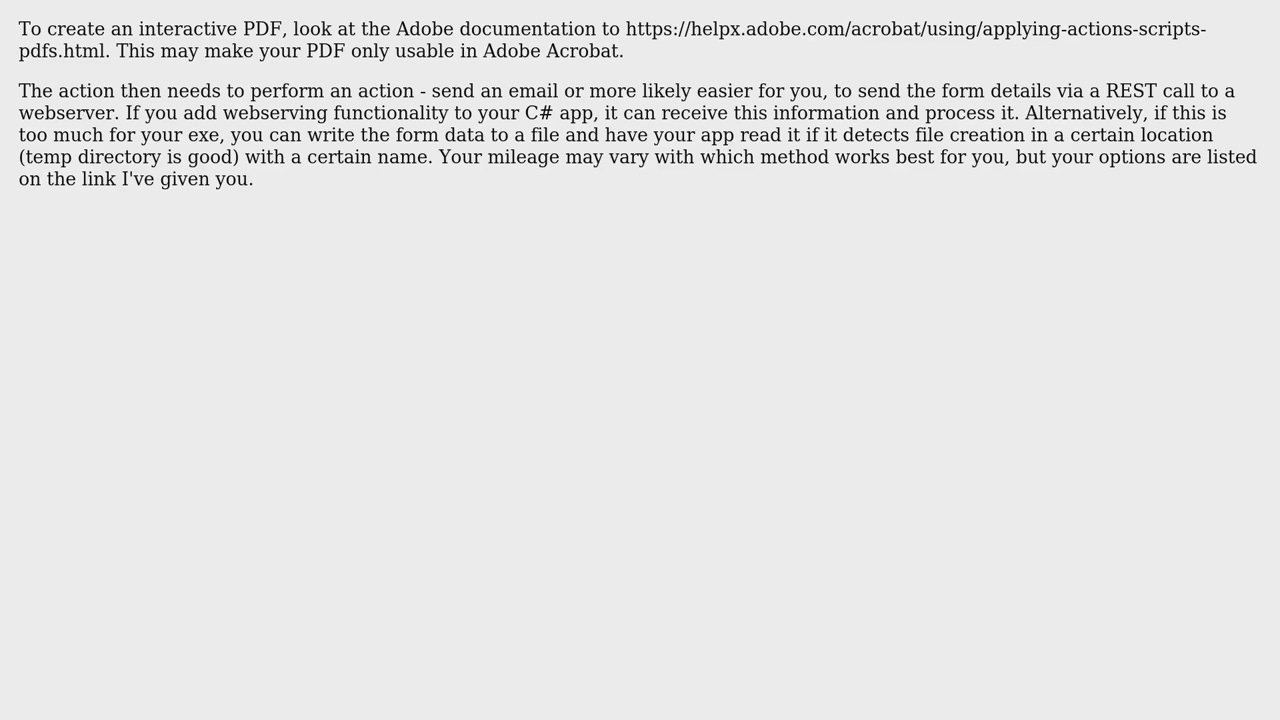 To create an interactive PDF, look at the Adobe documentation to https://helpx.adobe.com/acrobat/using/applying-actions-scripts-
pdfs.html. This may make your PDF only usable in Adobe Acrobat.
The action then needs to perform an action - send an email or more likely easier for you, to send the form details via a REST call to a
webserver. If you add webserving functionality to your C# app, it can receive this information and process it. Alternatively, if this is
too much for your exe, you can write the form data to a file and have your app read it if it detects file creation in a certain location
(temp directory is good) with a certain name. Your mileage may vary with which method works best for you, but your options are listed
on the link I've given you.